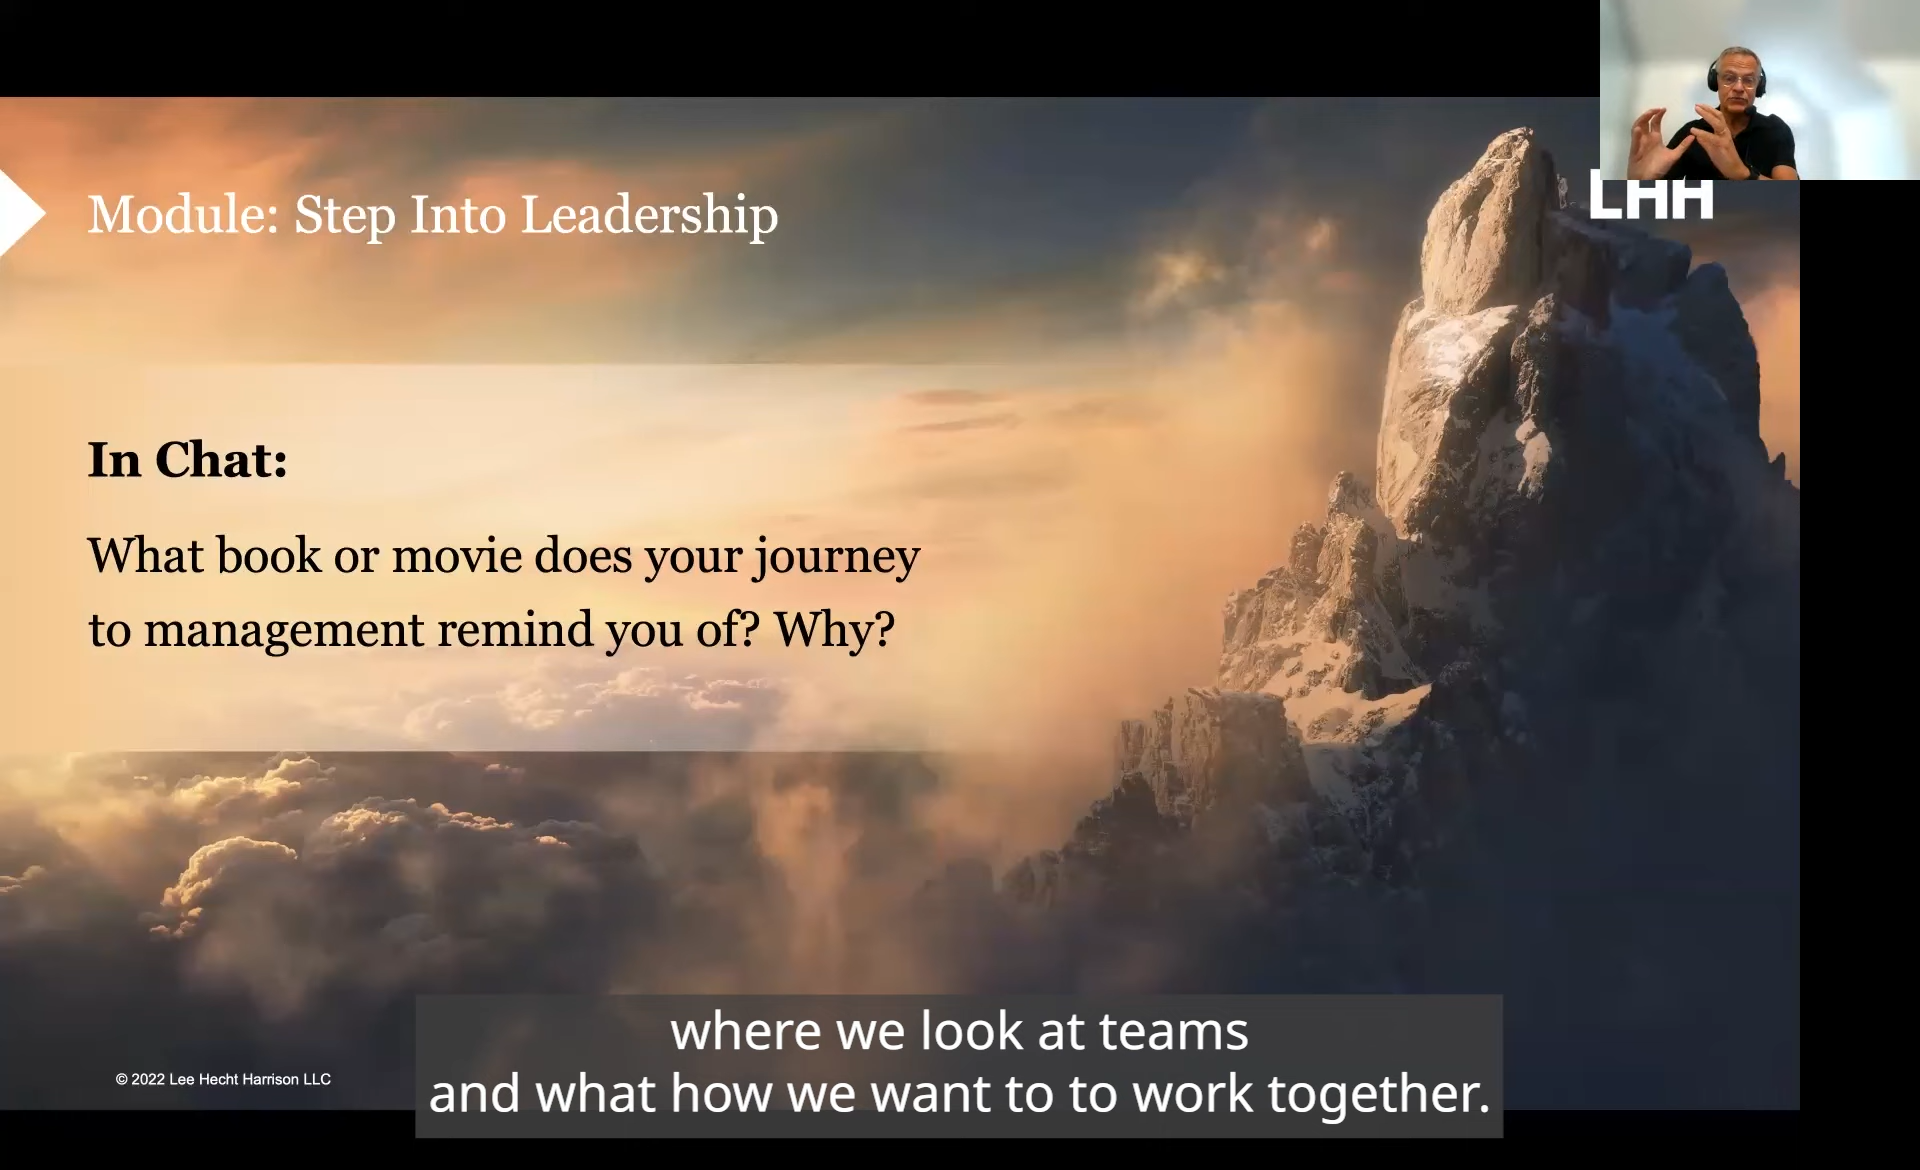 Module: Step Into Leadership
LHH
In Chat:
What book or movie does your journey
to management remind you of? Why?
where we look at teams
and what how we want to to work together.
© 2022 Lee Hecht Harrison LLC